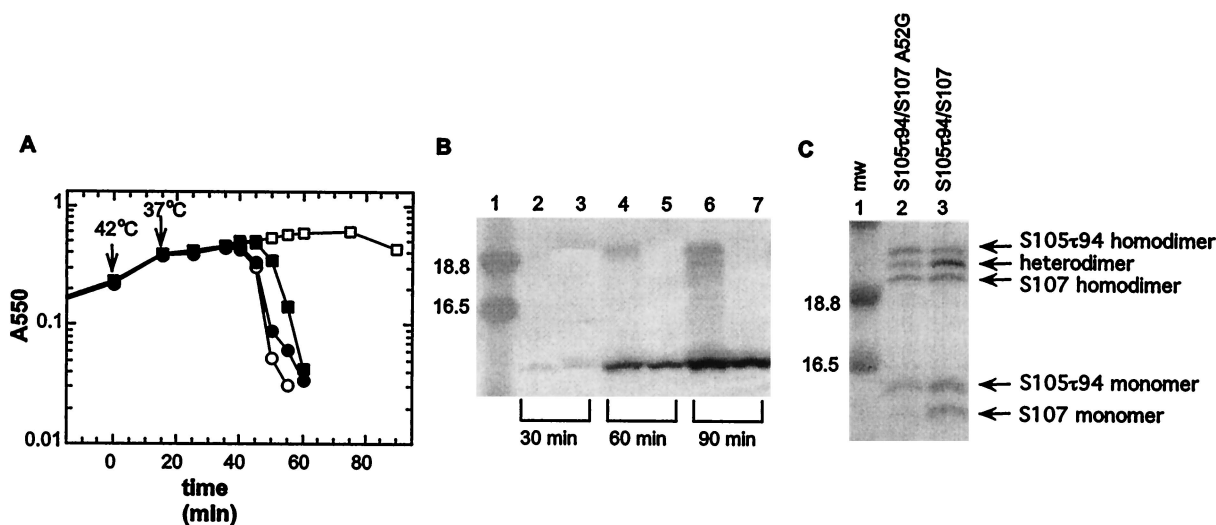 A
1
0.1
0.01
A550
42°C
37°C
0 20 40 60 80
time
(min)
B
1 2 3 4 5 6 7
18.8
16.5
30 min 60 min 90 min
C
mw
S105τ94/S107 A52G
S105τ94/S107
1 2 3
18.8
16.5
S105τ94 homodimer
heterodimer
S107 homodimer
S105τ94 monomer
S107 monomer